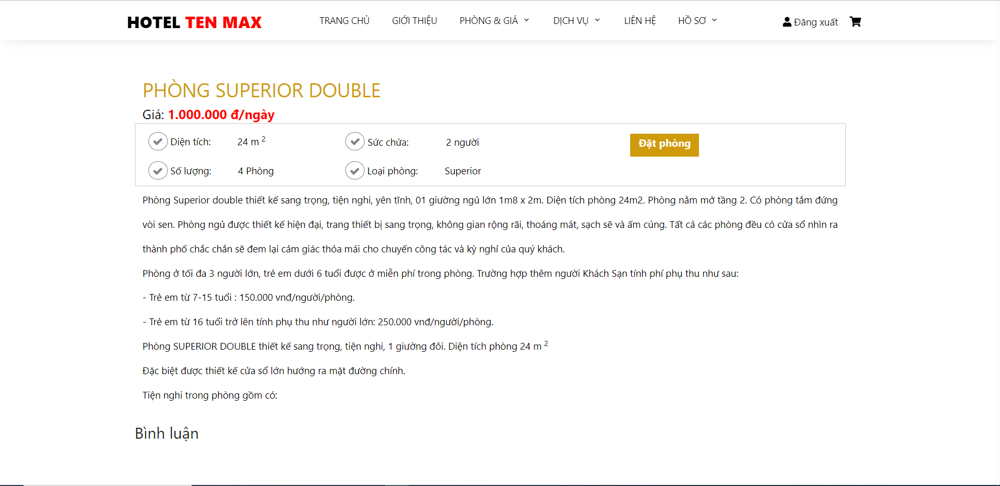 HOTEL TEN MAX
TRANG CHỦ
GIỚI THIỆU
PHÒNG & GIÁ
DỊCH VỤ
LIÊN HỆ
HỒ SƠ
Đăng xuất
PHÒNG SUPERIOR DOUBLE
Giá: 1.000.000 đ/ngày
Diện tích: 24 m 2
Sức chứa: 2 người
Đặt phòng
Số lượng: 4 Phòng
Loại phòng: Superior
Phòng Superior double thiết kế sang trọng, tiện nghi, yên tĩnh, 01 giường ngủ lớn 1m8 x 2m. Diện tích phòng 24m2. Phòng nằm mở tầng 2. Có phòng tắm đứng
vòi sen. Phòng ngủ được thiết kế hiện đại, trang thiết bị sang trọng, không gian rộng rãi, thoáng mát, sạch sẽ và ấm cúng. Tất cả các phòng đều có cửa sổ nhìn ra
thành phố chắc chắn sẽ đem lại cảm giác thỏa mái cho chuyến công tác và kỳ nghỉ của quý khách.
Phòng ở tối đa 3 người lớn, trẻ em dưới 6 tuổi được ở miễn phí trong phòng. Trường hợp thêm người Khách Sạn tính phí phụ thu như sau:
- Trẻ em từ 7-15 tuổi : 150.000 vnđ/người/phòng.
- Trẻ em từ 16 tuổi trở lên tính phụ thu như người lớn: 250.000 vnđ/người/phòng.
Phòng SUPERIOR DOUBLE thiết kế sang trọng, tiện nghi, 1 giường đôi. Diện tích phòng 24 m 2
Đặc biệt được thiết kế cửa sổ lớn hướng ra mặt đường chính.
Tiện nghi trong phòng gồm có:
Bình luận